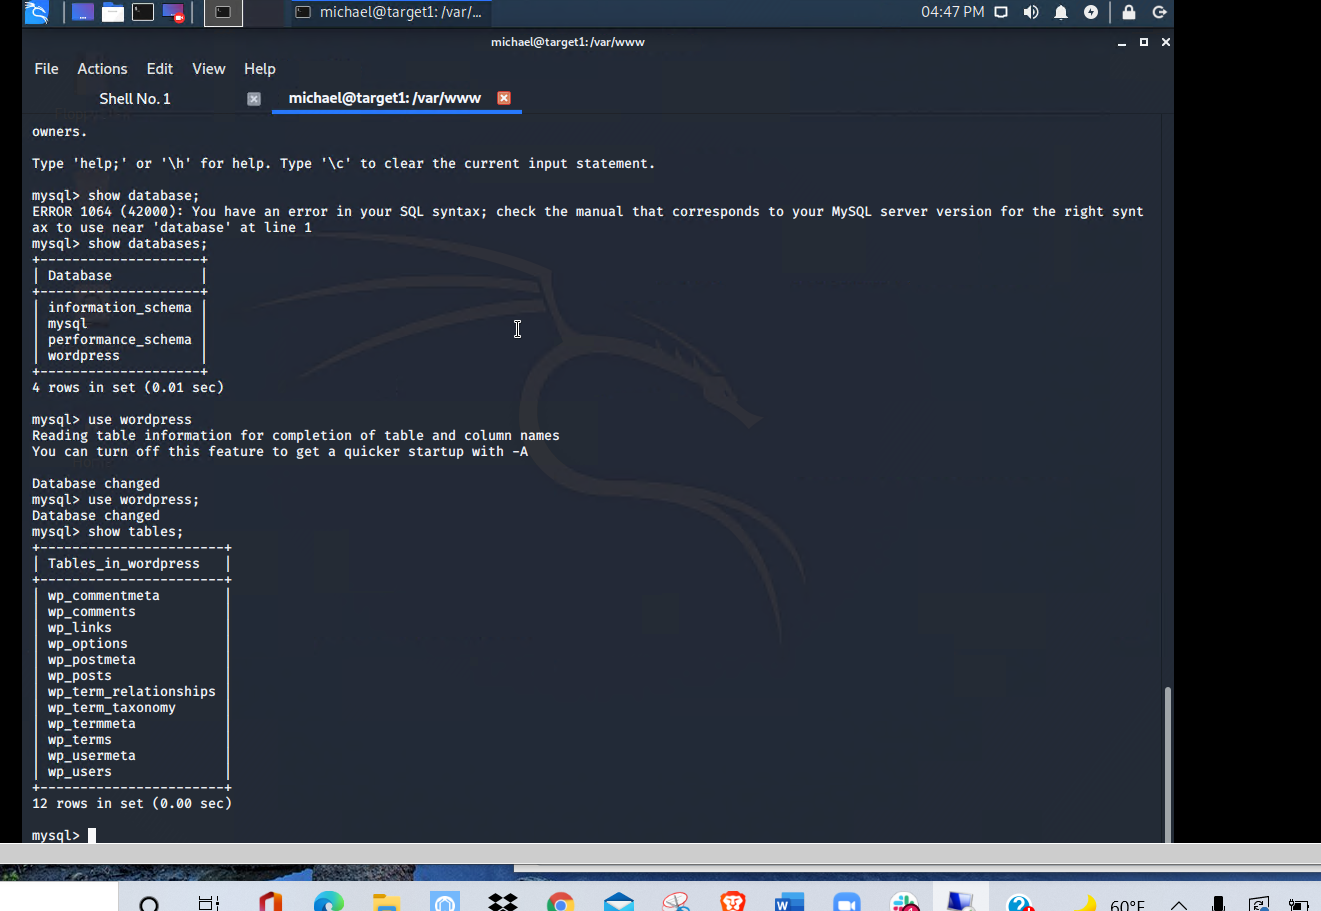 michael@target1: /var/...
04:47 PM
michael@target1: /var/www
File Actions Edit View Help
Shell No. 1
michael@target1: /var/www
owners.
Type 'help;' or '\h' for help. Type '\c' to clear the current input statement.
mysql> show database;
ERROR 1064 (42000): You have an error in your SQL syntax; check the manual that corresponds to your MySQL server version for the right synt
ax to use near 'database' at line 1
mysql> show databases;
+--------------------+
| Database           |
+--------------------+
| information_schema |
| mysql              |
| performance_schema |
| wordpress          |
+--------------------+
4 rows in set (0.01 sec)
mysql> use wordpress
Reading table information for completion of table and column names
You can turn off this feature to get a quicker startup with -A
Database changed
mysql> use wordpress;
Database changed
mysql> show tables;
+-----------------------+
| Tables_in_wordpress   |
+-----------------------+
| wp_commentmeta        |
| wp_comments           |
| wp_links              |
| wp_options            |
| wp_postmeta           |
| wp_posts              |
| wp_term_relationships |
| wp_term_taxonomy      |
| wp_termmeta           |
| wp_terms              |
| wp_usermeta           |
| wp_users              |
+-----------------------+
12 rows in set (0.00 sec)
mysql>
60°F